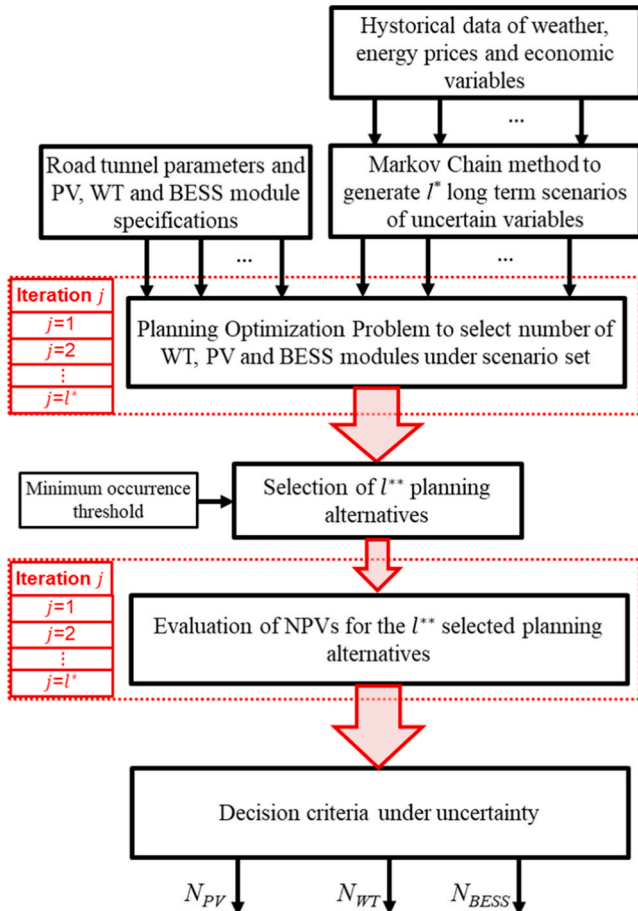 Hystorical data of weather,
energy prices and economic
variables
...
Road tunnel parameters and
PV, WT and BESS module
specifications
Markov Chain method to
generate l* long term scenarios
of uncertain variables
...
...
Iteration j
j=1
j=2
⋮
j=l*
Planning Optimization Problem to select number of
WT, PV and BESS modules under scenario set
Minimum occurrence
threshold
Selection of l** planning
alternatives
Iteration j
j=1
j=2
⋮
j=l*
Evaluation of NPVs for the l** selected planning
alternatives
Decision criteria under uncertainty
N_PV
N_WT
N_BESS